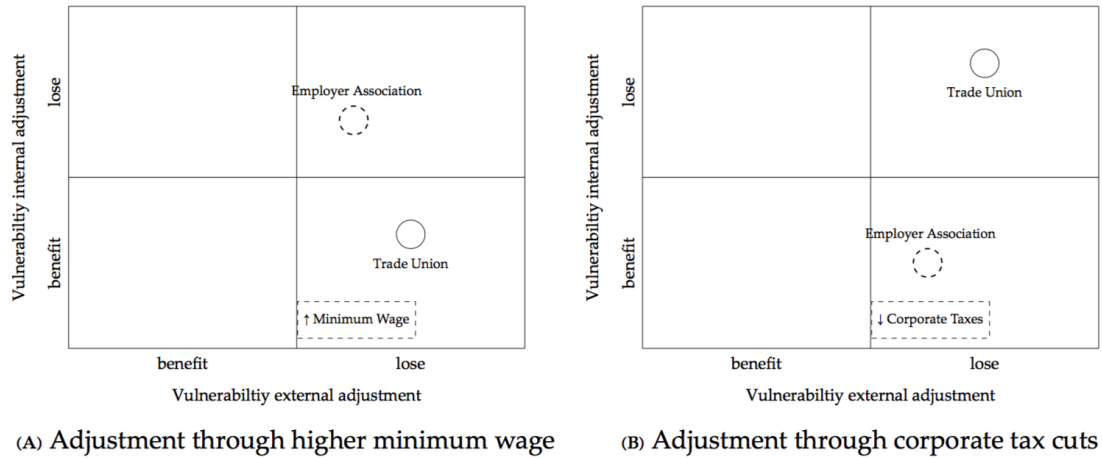 Vulnerabiltiy internal adjustment
lose
benefit
Employer Association
Trade Union
↑ Minimum Wage
benefit
lose
Vulnerabiltiy external adjustment
(A) Adjustment through higher minimum wage
Vulnerabiltiy internal adjustment
lose
benefit
Trade Union
Employer Association
↓ Corporate Taxes
benefit
lose
Vulnerabiltiy external adjustment
(B) Adjustment through corporate tax cuts